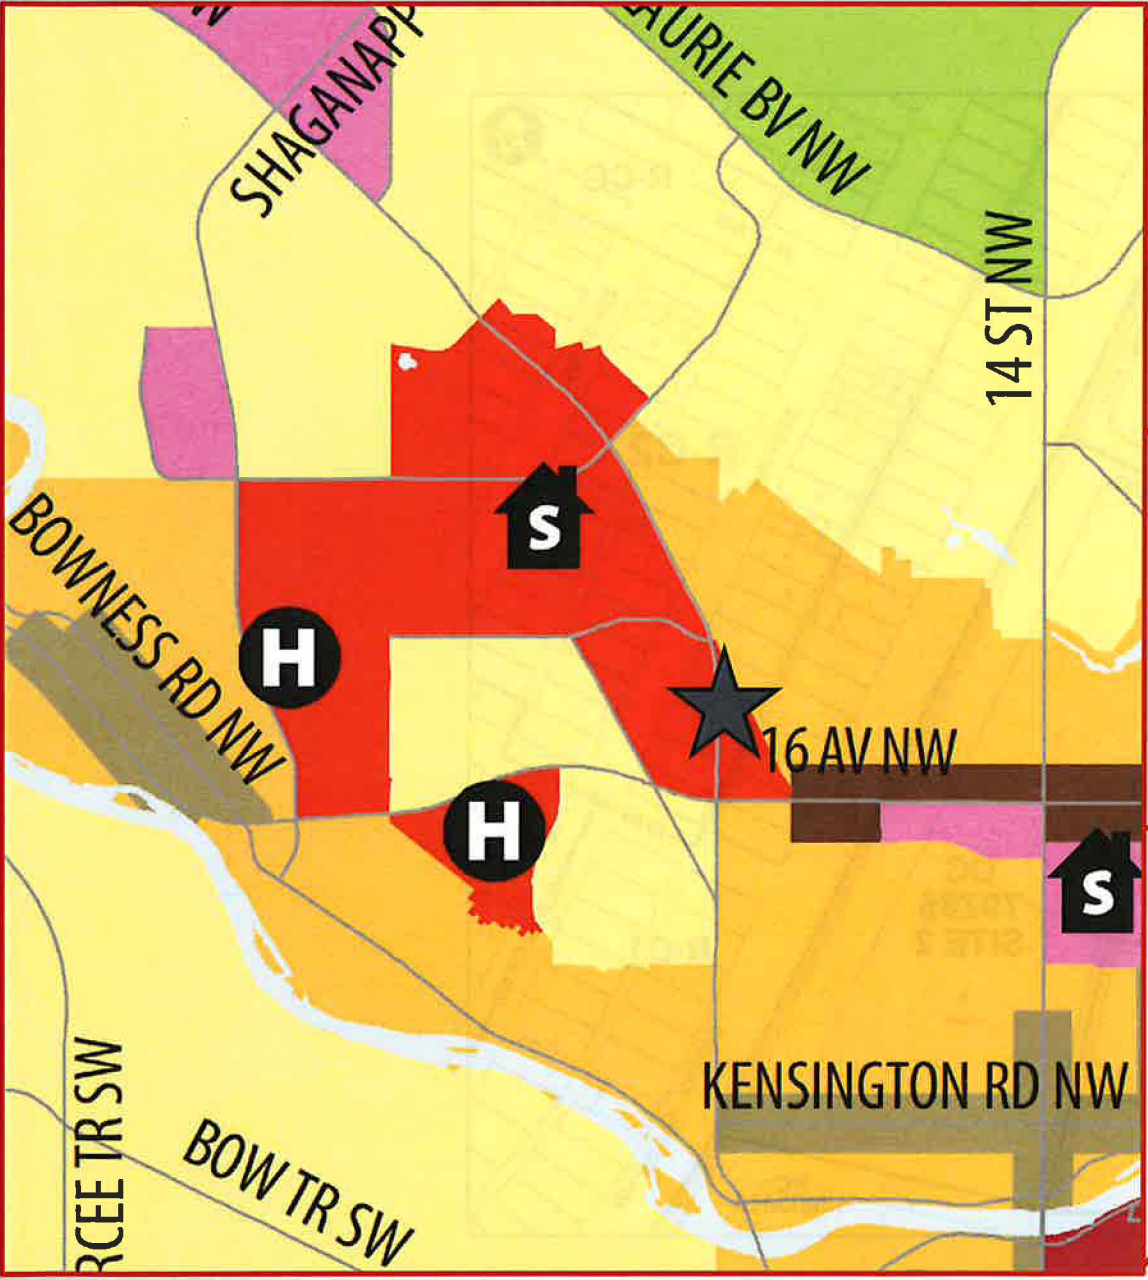 W
SHAGANAPP
AURIE BV NW
14 ST NW
S
BOWNESS RD NW
H
16 AV NW
H
S
KENSINGTON RD NW
RCEE TR SW
BOW TR SW